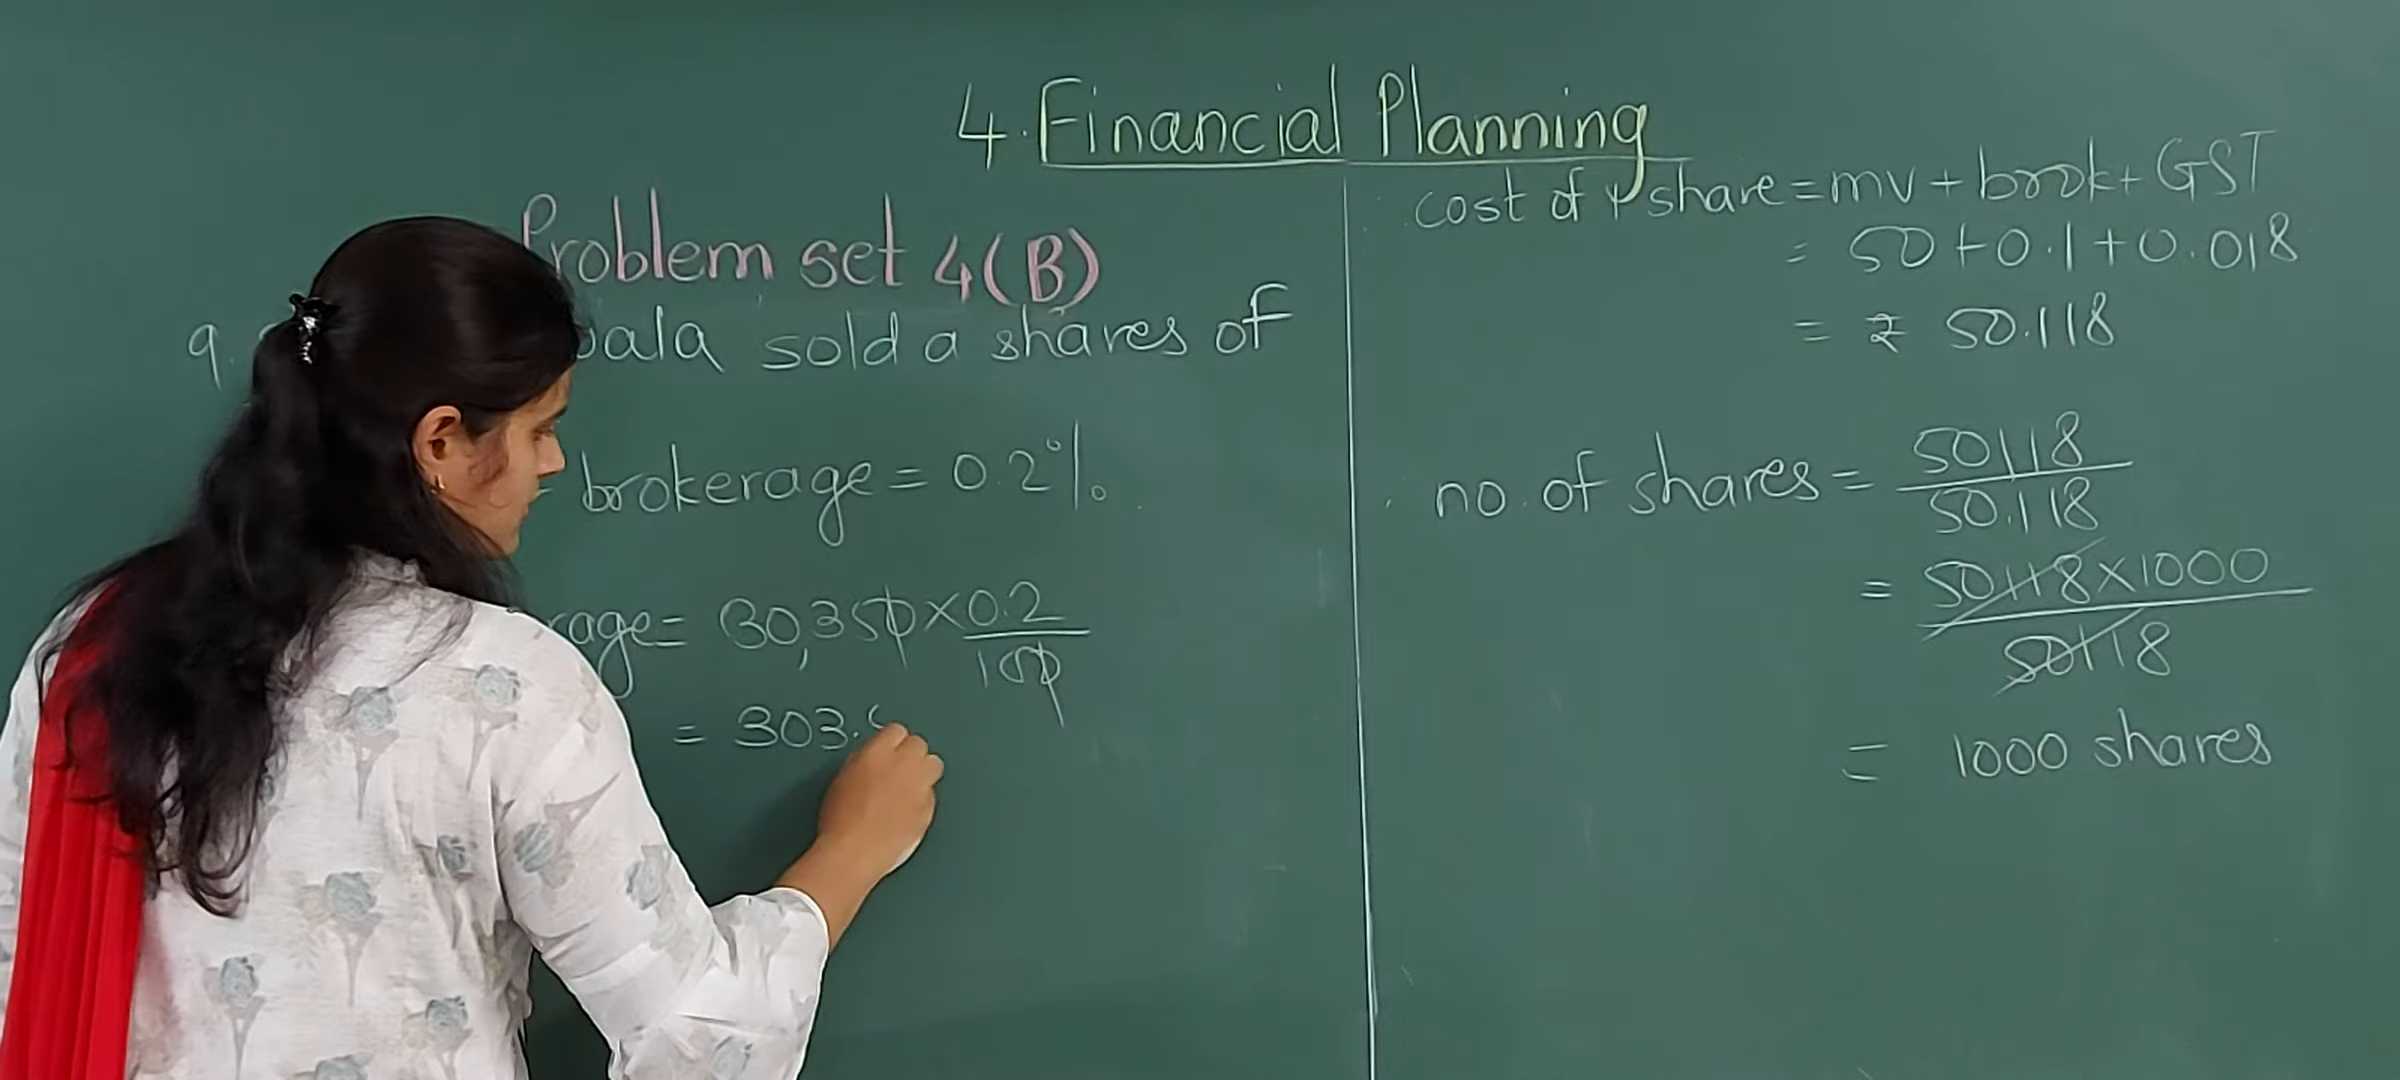 4. Financial Planning
Problem set 4(B)
9.
sold a shares of
brokerage = 0.2%.
= 30,350 × 0.2
100
= 303.
cost of 1 share = mv + brok + GST
= 50 + 0.1 + 0.018
= ₹ 50.118
no. of shares = 50118
50.118
= 50118 × 1000
50118
= 1000 shares